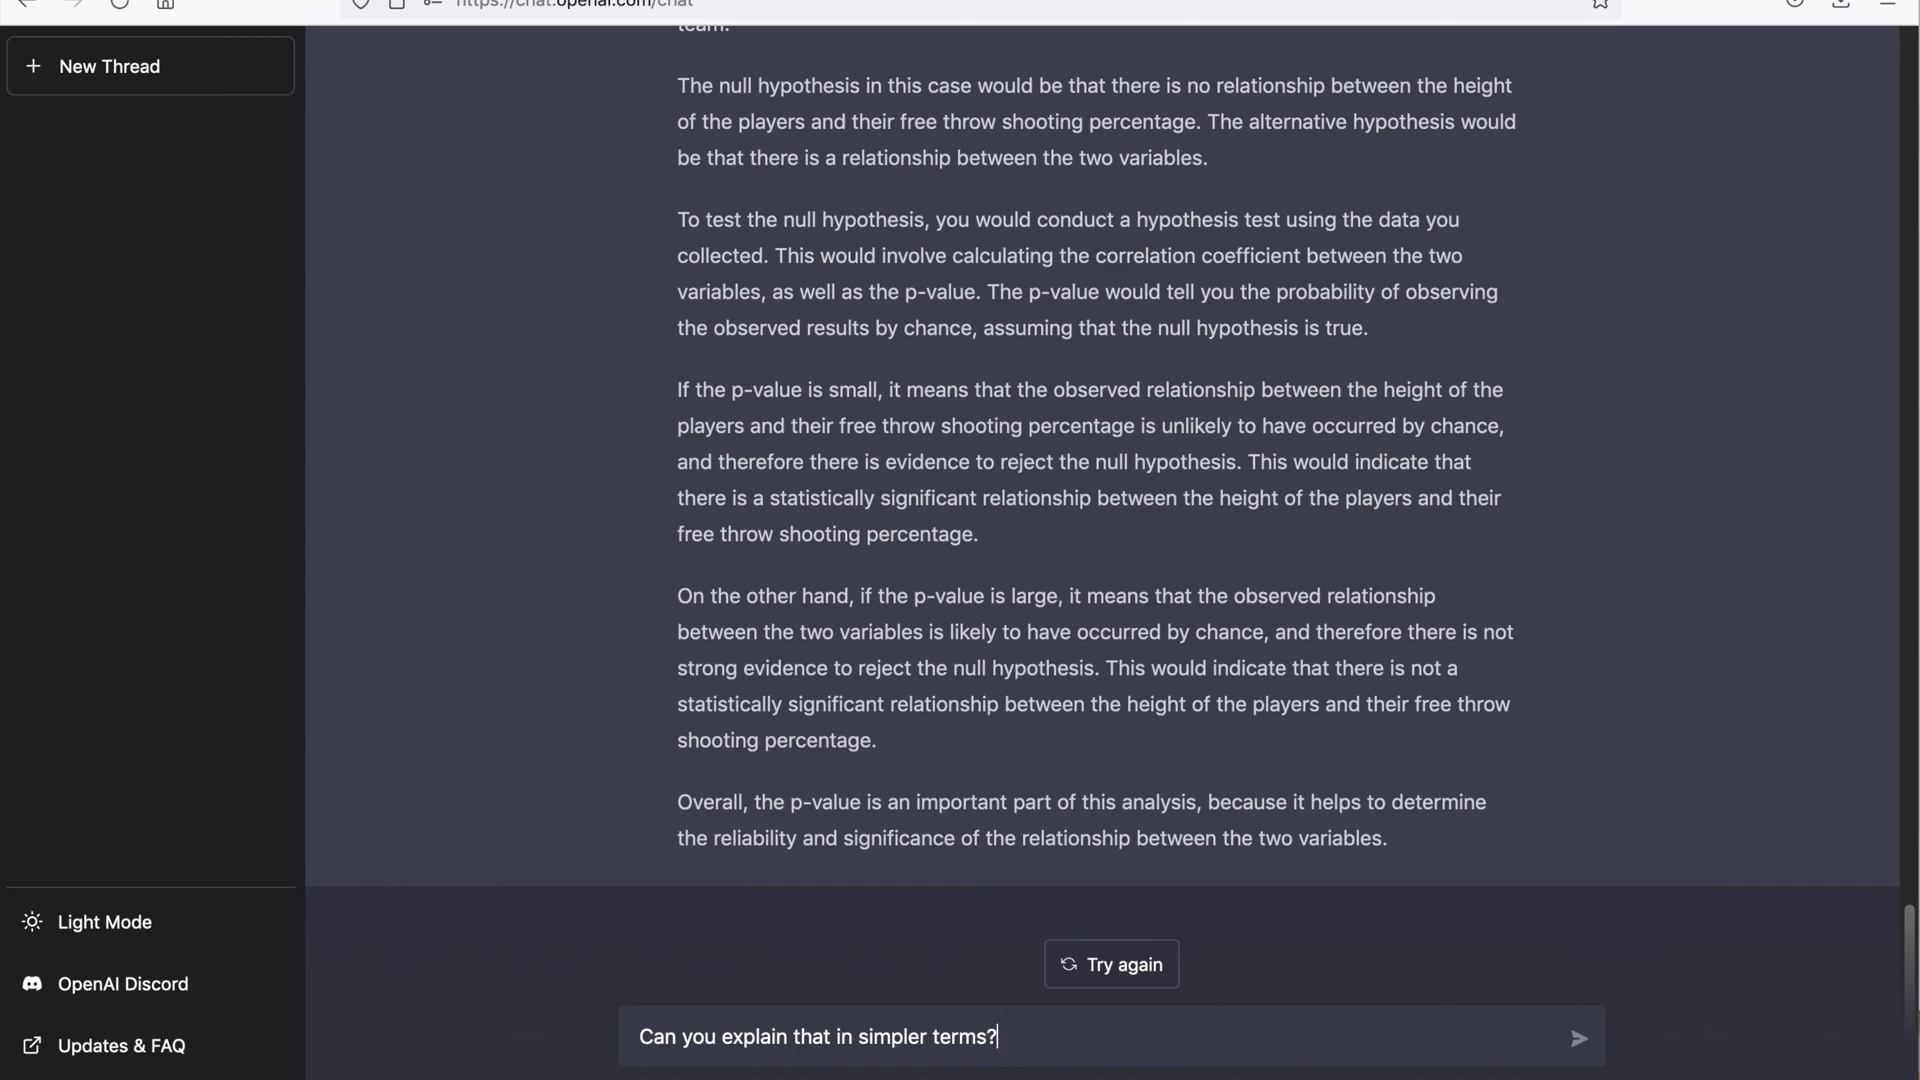 https://chat.openai.com/chat
New Thread
team.
The null hypothesis in this case would be that there is no relationship between the height
of the players and their free throw shooting percentage. The alternative hypothesis would
be that there is a relationship between the two variables.
To test the null hypothesis, you would conduct a hypothesis test using the data you
collected. This would involve calculating the correlation coefficient between the two
variables, as well as the p-value. The p-value would tell you the probability of observing
the observed results by chance, assuming that the null hypothesis is true.
If the p-value is small, it means that the observed relationship between the height of the
players and their free throw shooting percentage is unlikely to have occurred by chance,
and therefore there is evidence to reject the null hypothesis. This would indicate that
there is a statistically significant relationship between the height of the players and their
free throw shooting percentage.
On the other hand, if the p-value is large, it means that the observed relationship
between the two variables is likely to have occurred by chance, and therefore there is not
strong evidence to reject the null hypothesis. This would indicate that there is not a
statistically significant relationship between the height of the players and their free throw
shooting percentage.
Overall, the p-value is an important part of this analysis, because it helps to determine
the reliability and significance of the relationship between the two variables.
Light Mode
OpenAI Discord
Updates & FAQ
Try again
Can you explain that in simpler terms?